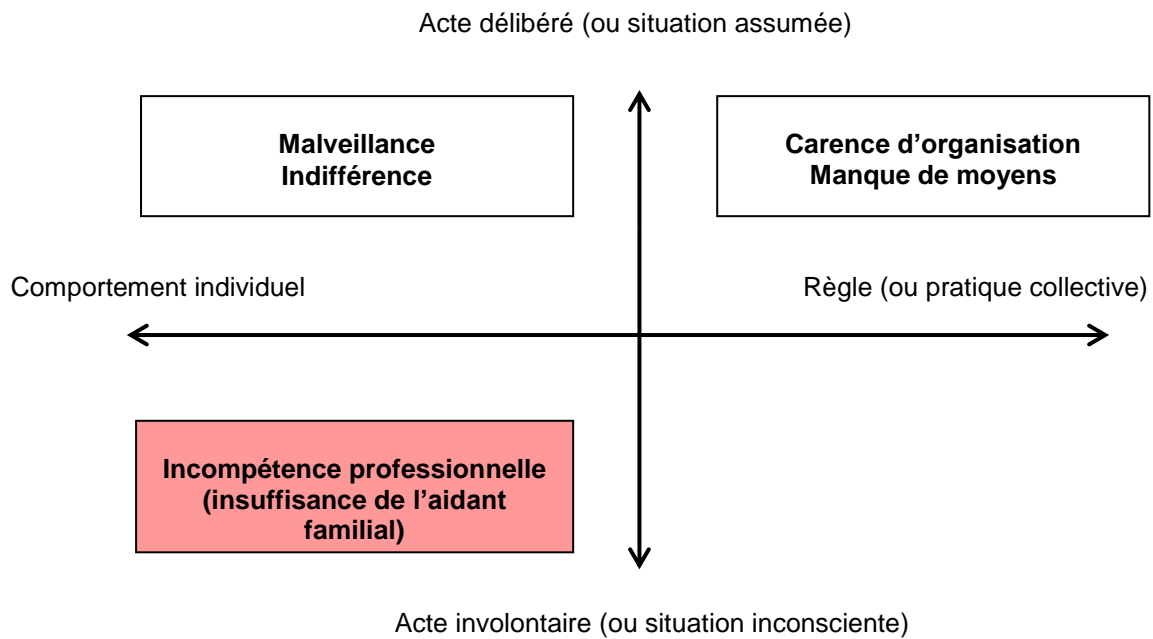 Acte délibéré (ou situation assumée)
Malveillance
Indifférence
Carence d’organisation
Manque de moyens
Comportement individuel
Règle (ou pratique collective)
Incompétence professionnelle
(insuffisance de l’aidant
familial)
Acte involontaire (ou situation inconsciente)